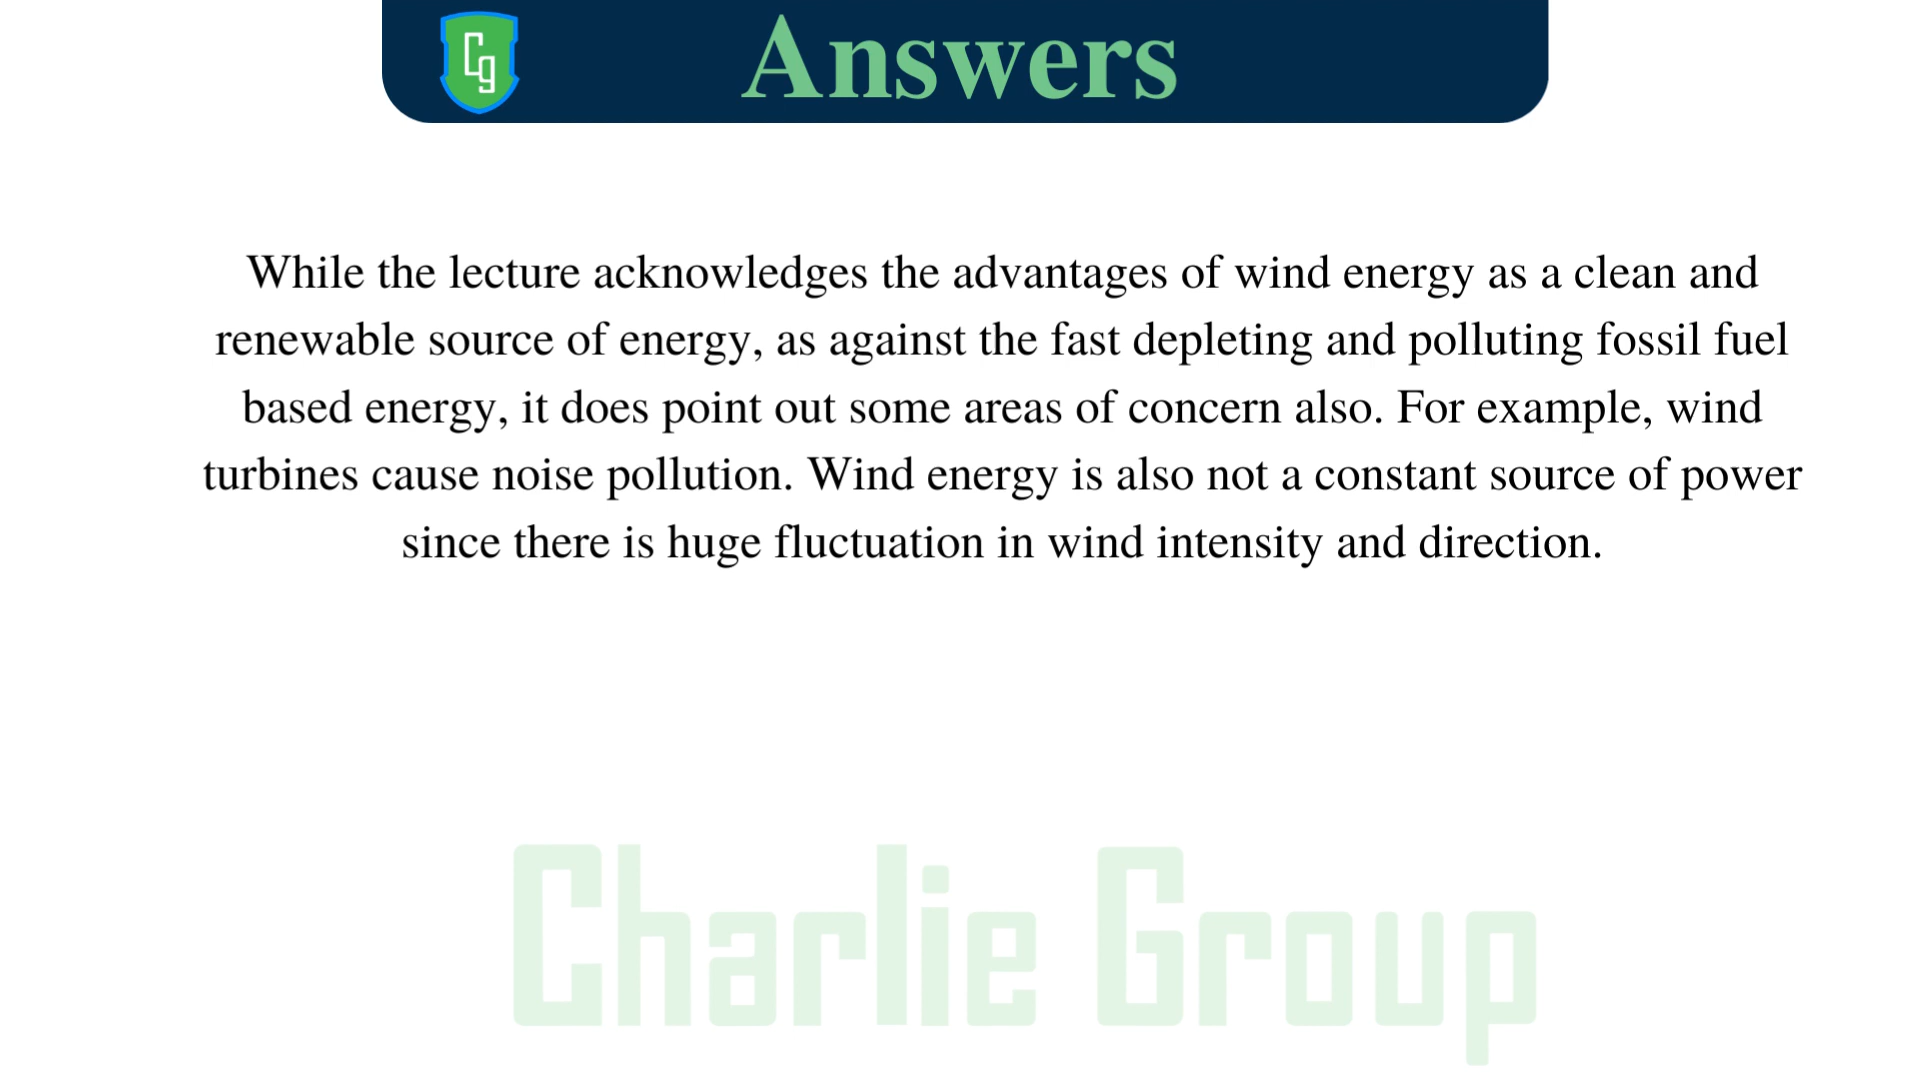 Cg
Answers
While the lecture acknowledges the advantages of wind energy as a clean and
renewable source of energy, as against the fast depleting and polluting fossil fuel
based energy, it does point out some areas of concern also. For example, wind
turbines cause noise pollution. Wind energy is also not a constant source of power
since there is huge fluctuation in wind intensity and direction.
Charlie Group